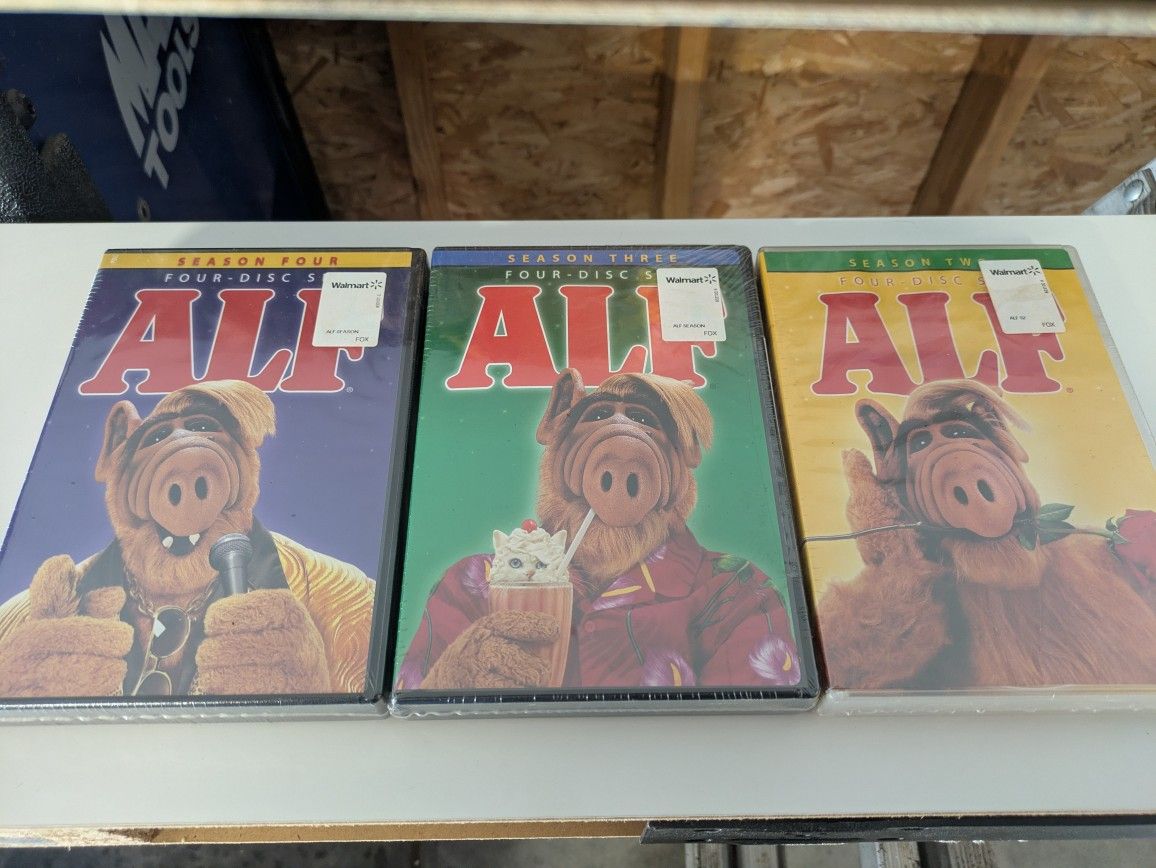 MA
TOOLS
SEASON FOUR
FOUR-DISC S
ALF
Walmart
ALF SEASON
FOX
SEASON THREE
FOUR-DISC S
ALF
Walmart
ALF SEASON
FOX
SEASON TW
FOUR-DISC S
ALF
Walmart
ALF S2
FOX